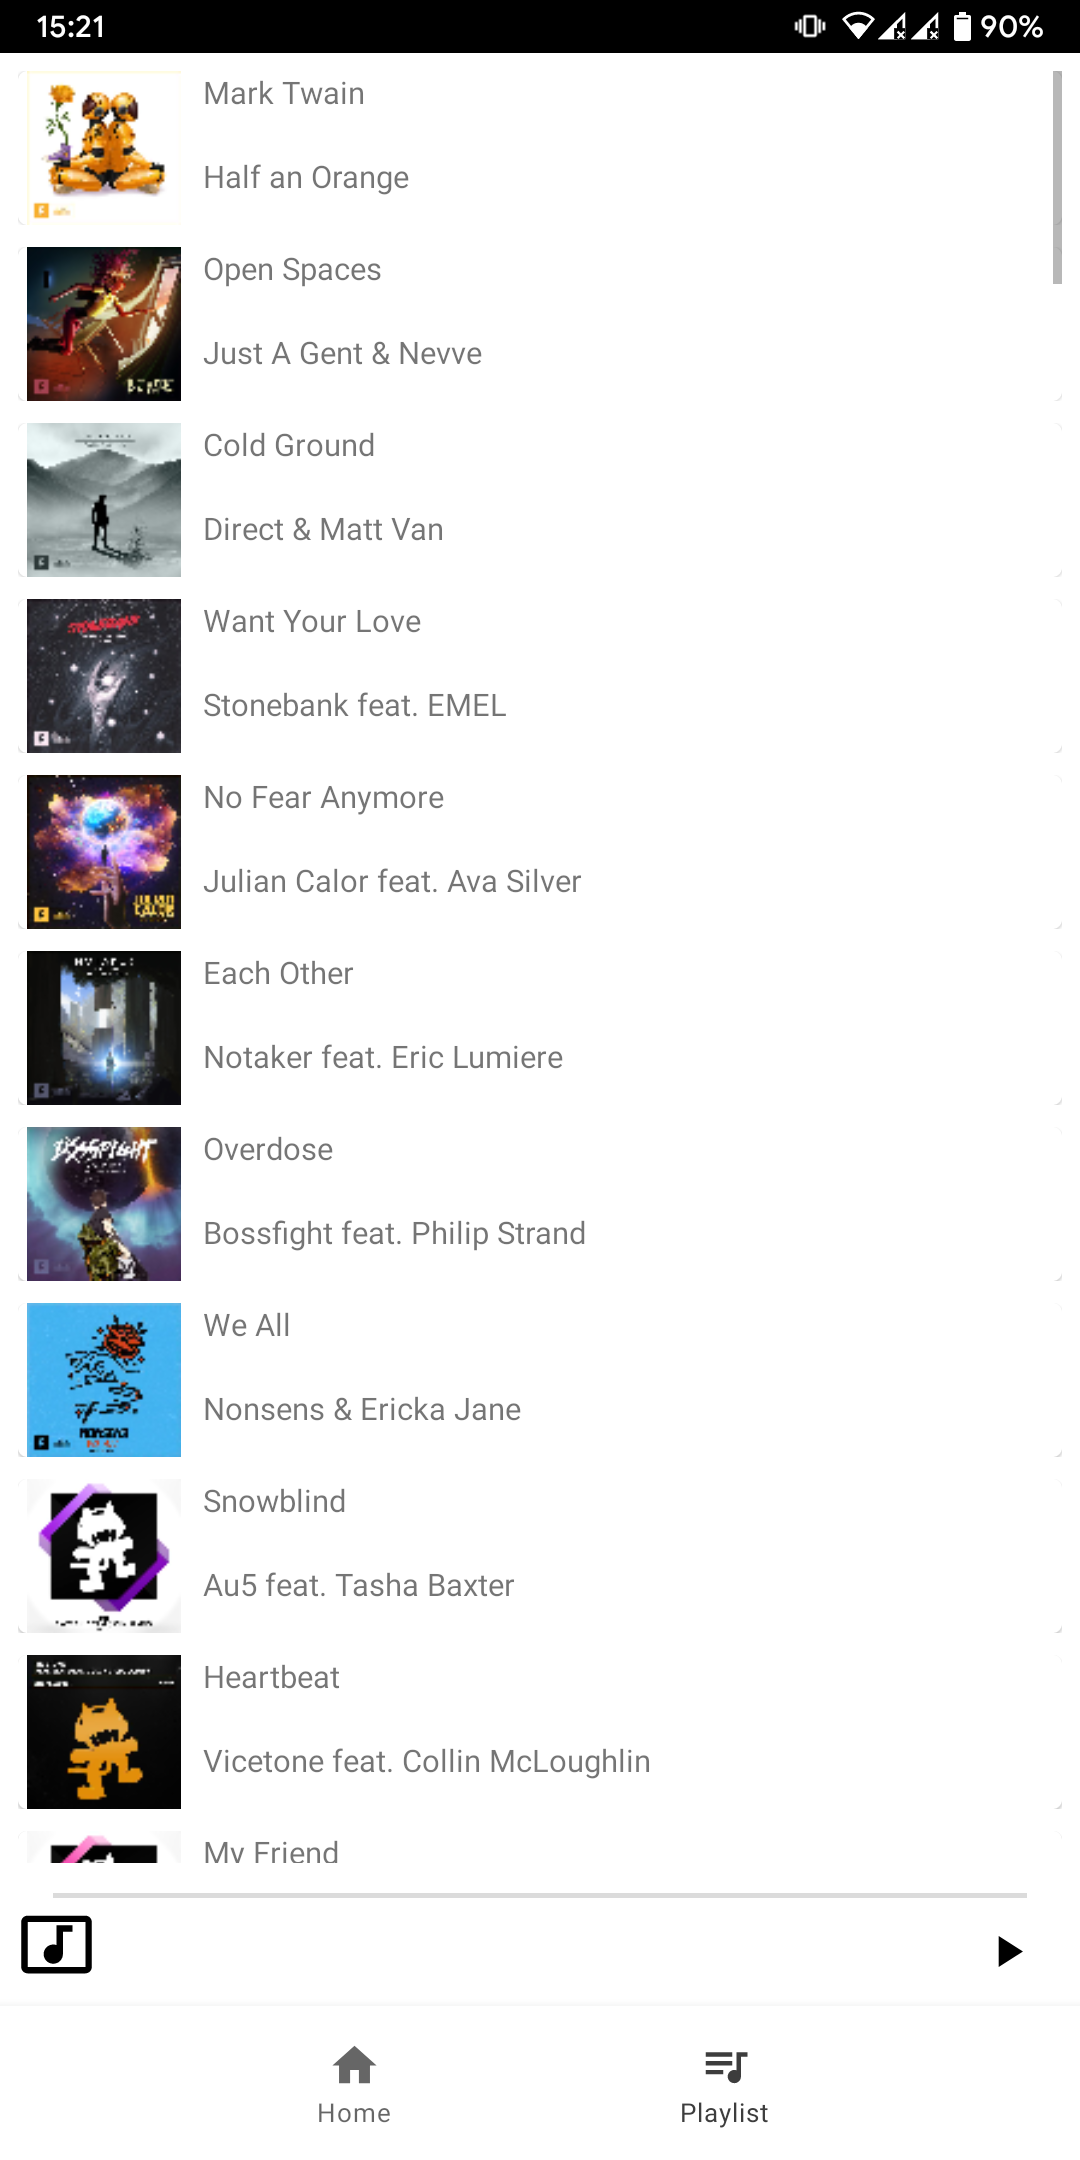 15:21
90%
Mark Twain
Half an Orange
Open Spaces
Just A Gent & Nevve
Cold Ground
Direct & Matt Van
Want Your Love
Stonebank feat. EMEL
No Fear Anymore
Julian Calor feat. Ava Silver
Each Other
Notaker feat. Eric Lumiere
Overdose
Bossfight feat. Philip Strand
We All
Nonsens & Ericka Jane
Snowblind
Au5 feat. Tasha Baxter
Heartbeat
Vicetone feat. Collin McLoughlin
My Friend
Home
Playlist